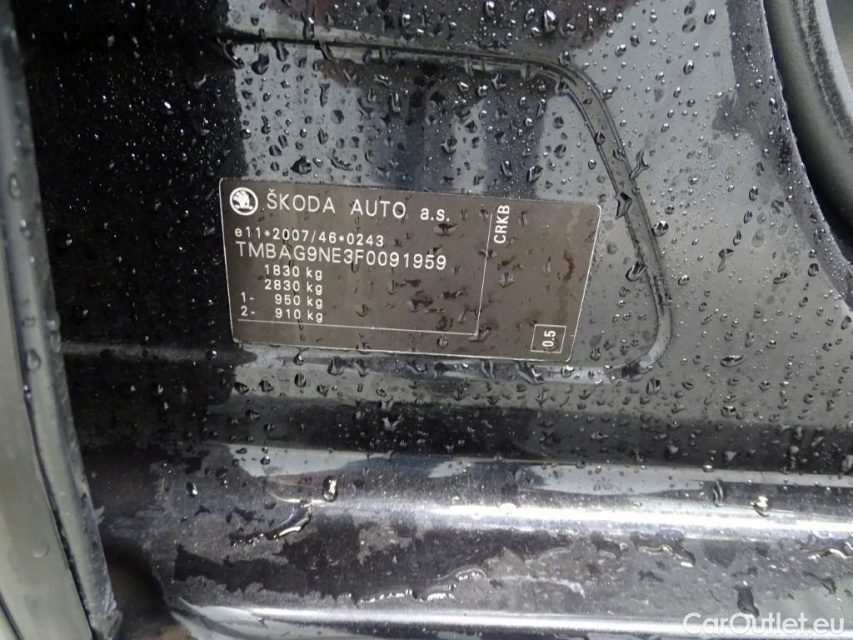 ŠKODA AUTO a.s.
e11*2007/46*0243
TMBAG9NE3F0091959
1830 kg
2830 kg
1- 950 kg
2- 910 kg
CRKB
0.5
CarOutlet.eu